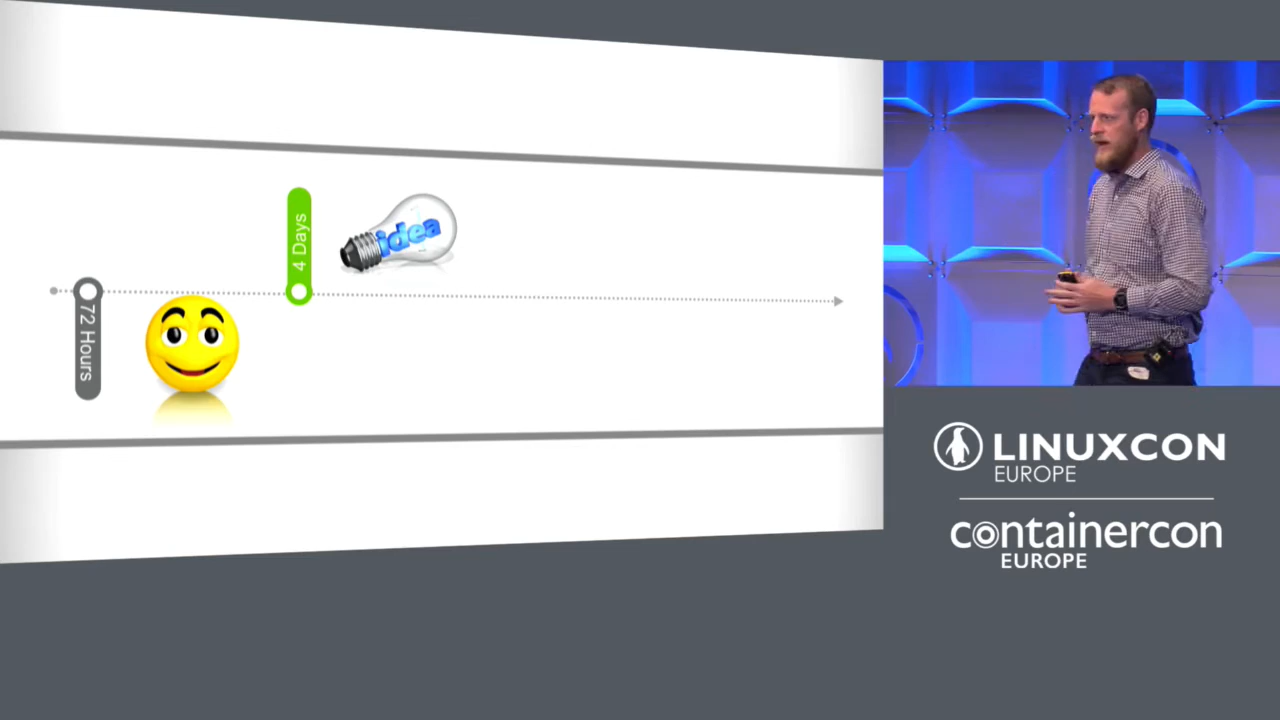 72 Hours
4 Days
idea
LINUXCON
EUROPE
containercon
EUROPE